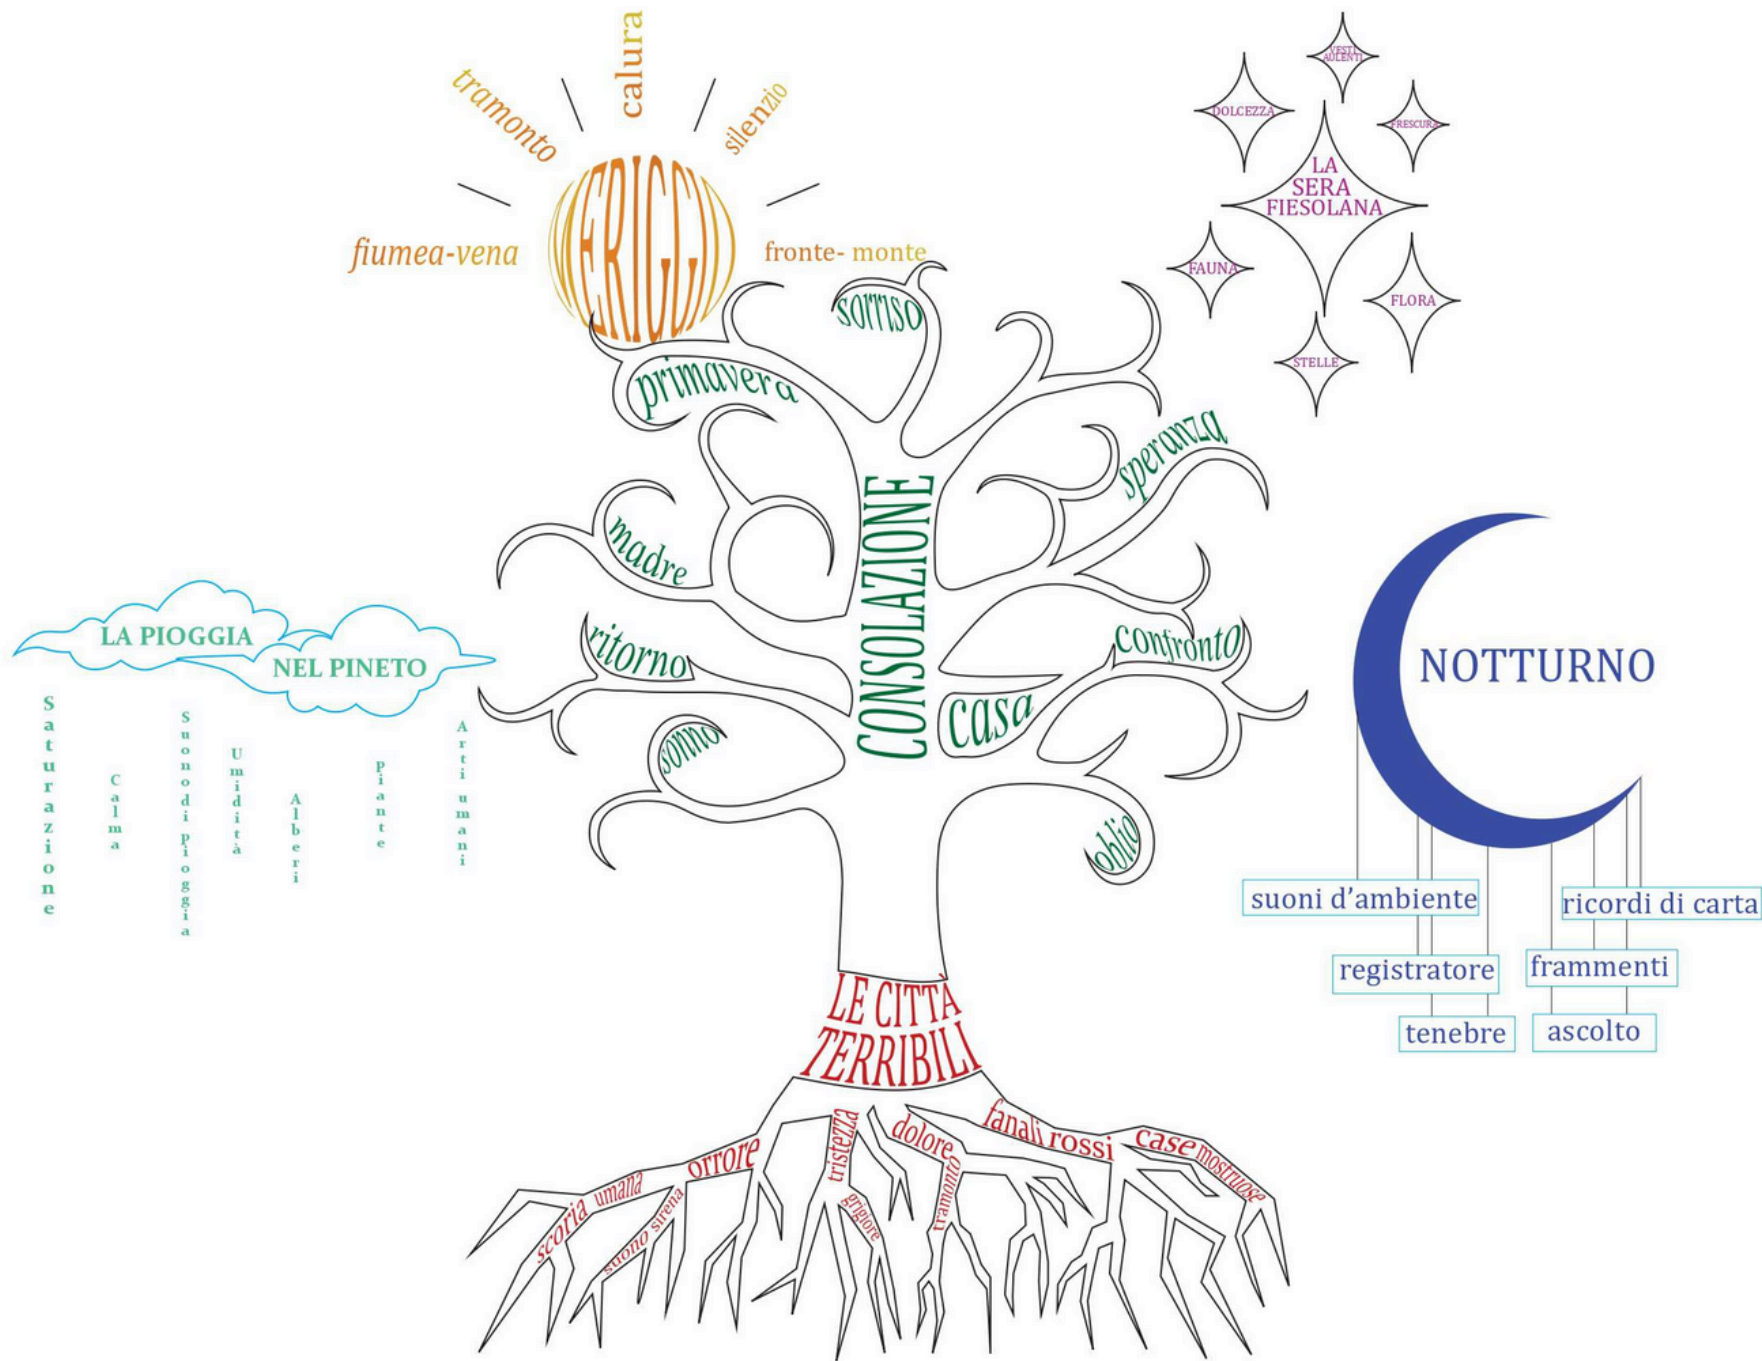 calura
tramonto
silenzio
MERIGGIO
fiumea-vena
fronte- monte
VESTI
AULENTI
DOLCEZZA
FRESCURA
LA
SERA
FIESOLANA
FAUNA
FLORA
STELLE
sorriso
primavera
speranza
madre
ritorno
confronto
casa
sonno
oblio
CONSOLAZIONE
LA PIOGGIA
NEL PINETO
Saturazione
Calma
Suono di pioggia
Umidità
Alberi
piante
Arti umani
NOTTURNO
suoni d'ambiente
ricordi di carta
registratore
frammenti
tenebre
ascolto
LE CITTÀ
TERRIBILI
scoria umana
suono sirena
orrore
tristezza
grigiore
dolore
tramonto
fanali rossi
case mostruose